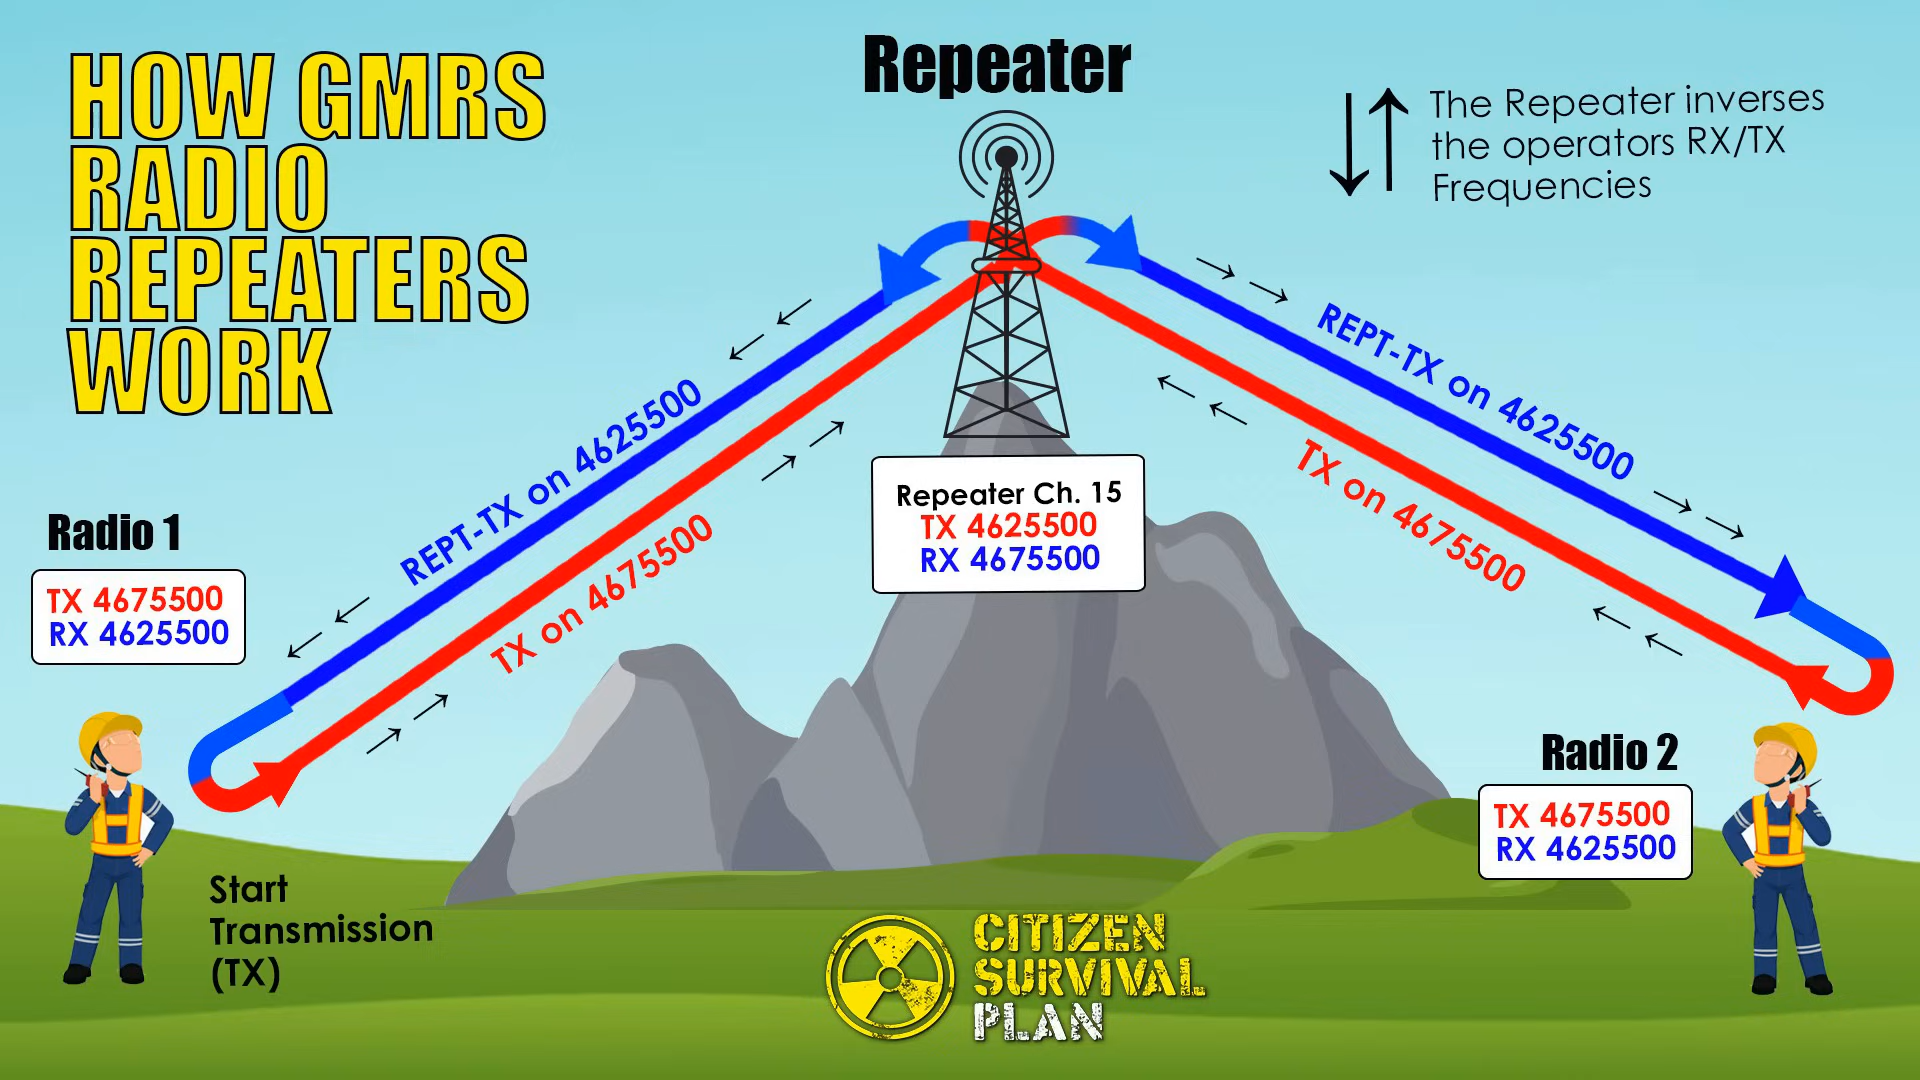 HOW GMRS
RADIO
REPEATERS
WORK
Repeater
The Repeater inverses
the operators RX/TX
Frequencies
REPT-TX on 4625500
TX on 4675500
REPT-TX on 4625500
TX on 4675500
Repeater Ch. 15
TX 4625500
RX 4675500
Radio 1
TX 4675500
RX 4625500
Radio 2
TX 4675500
RX 4625500
Start
Transmission
(TX)
CITIZEN
SURVIVAL
PLAN